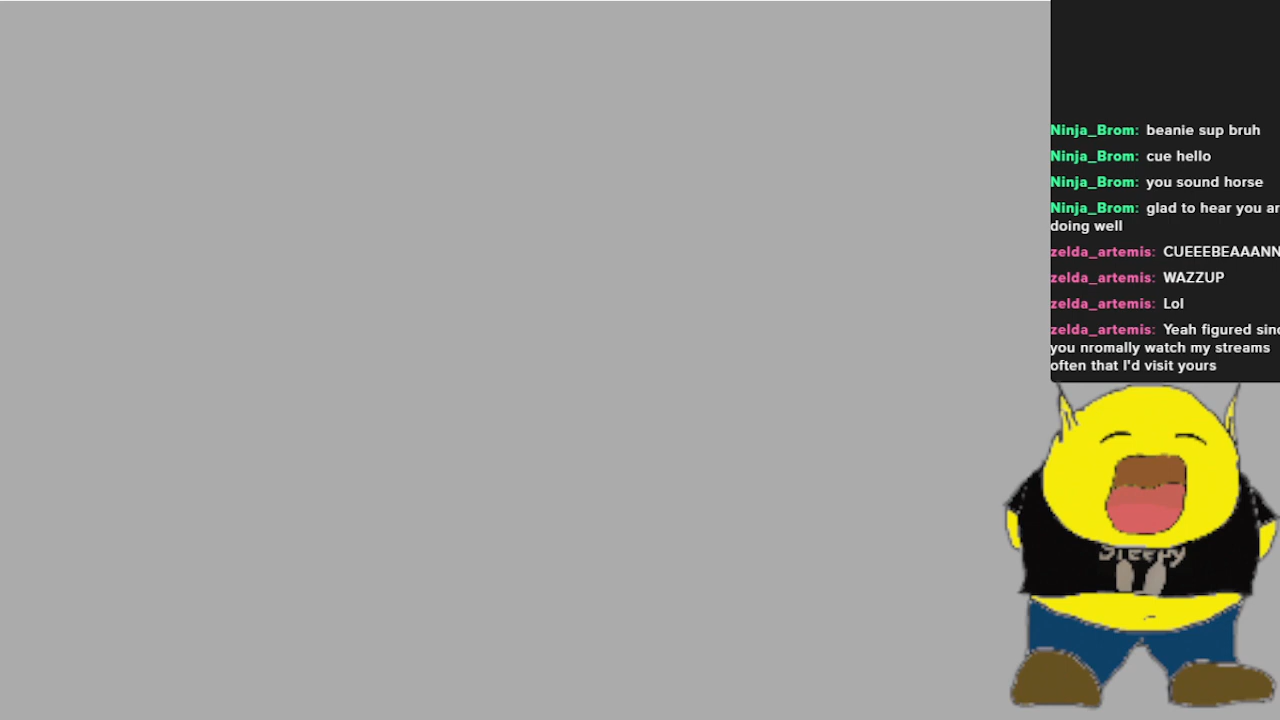 Ninja_Brom: beanie sup bruh
Ninja_Brom: cue hello
Ninja_Brom: you sound horse
Ninja_Brom: glad to hear you ar
doing well
zelda_artemis: CUEEEBEAAANN
zelda_artemis: WAZZUP
zelda_artemis: Lol
zelda_artemis: Yeah figured sinc
you nromally watch my streams
often that I'd visit yours
Sleepy